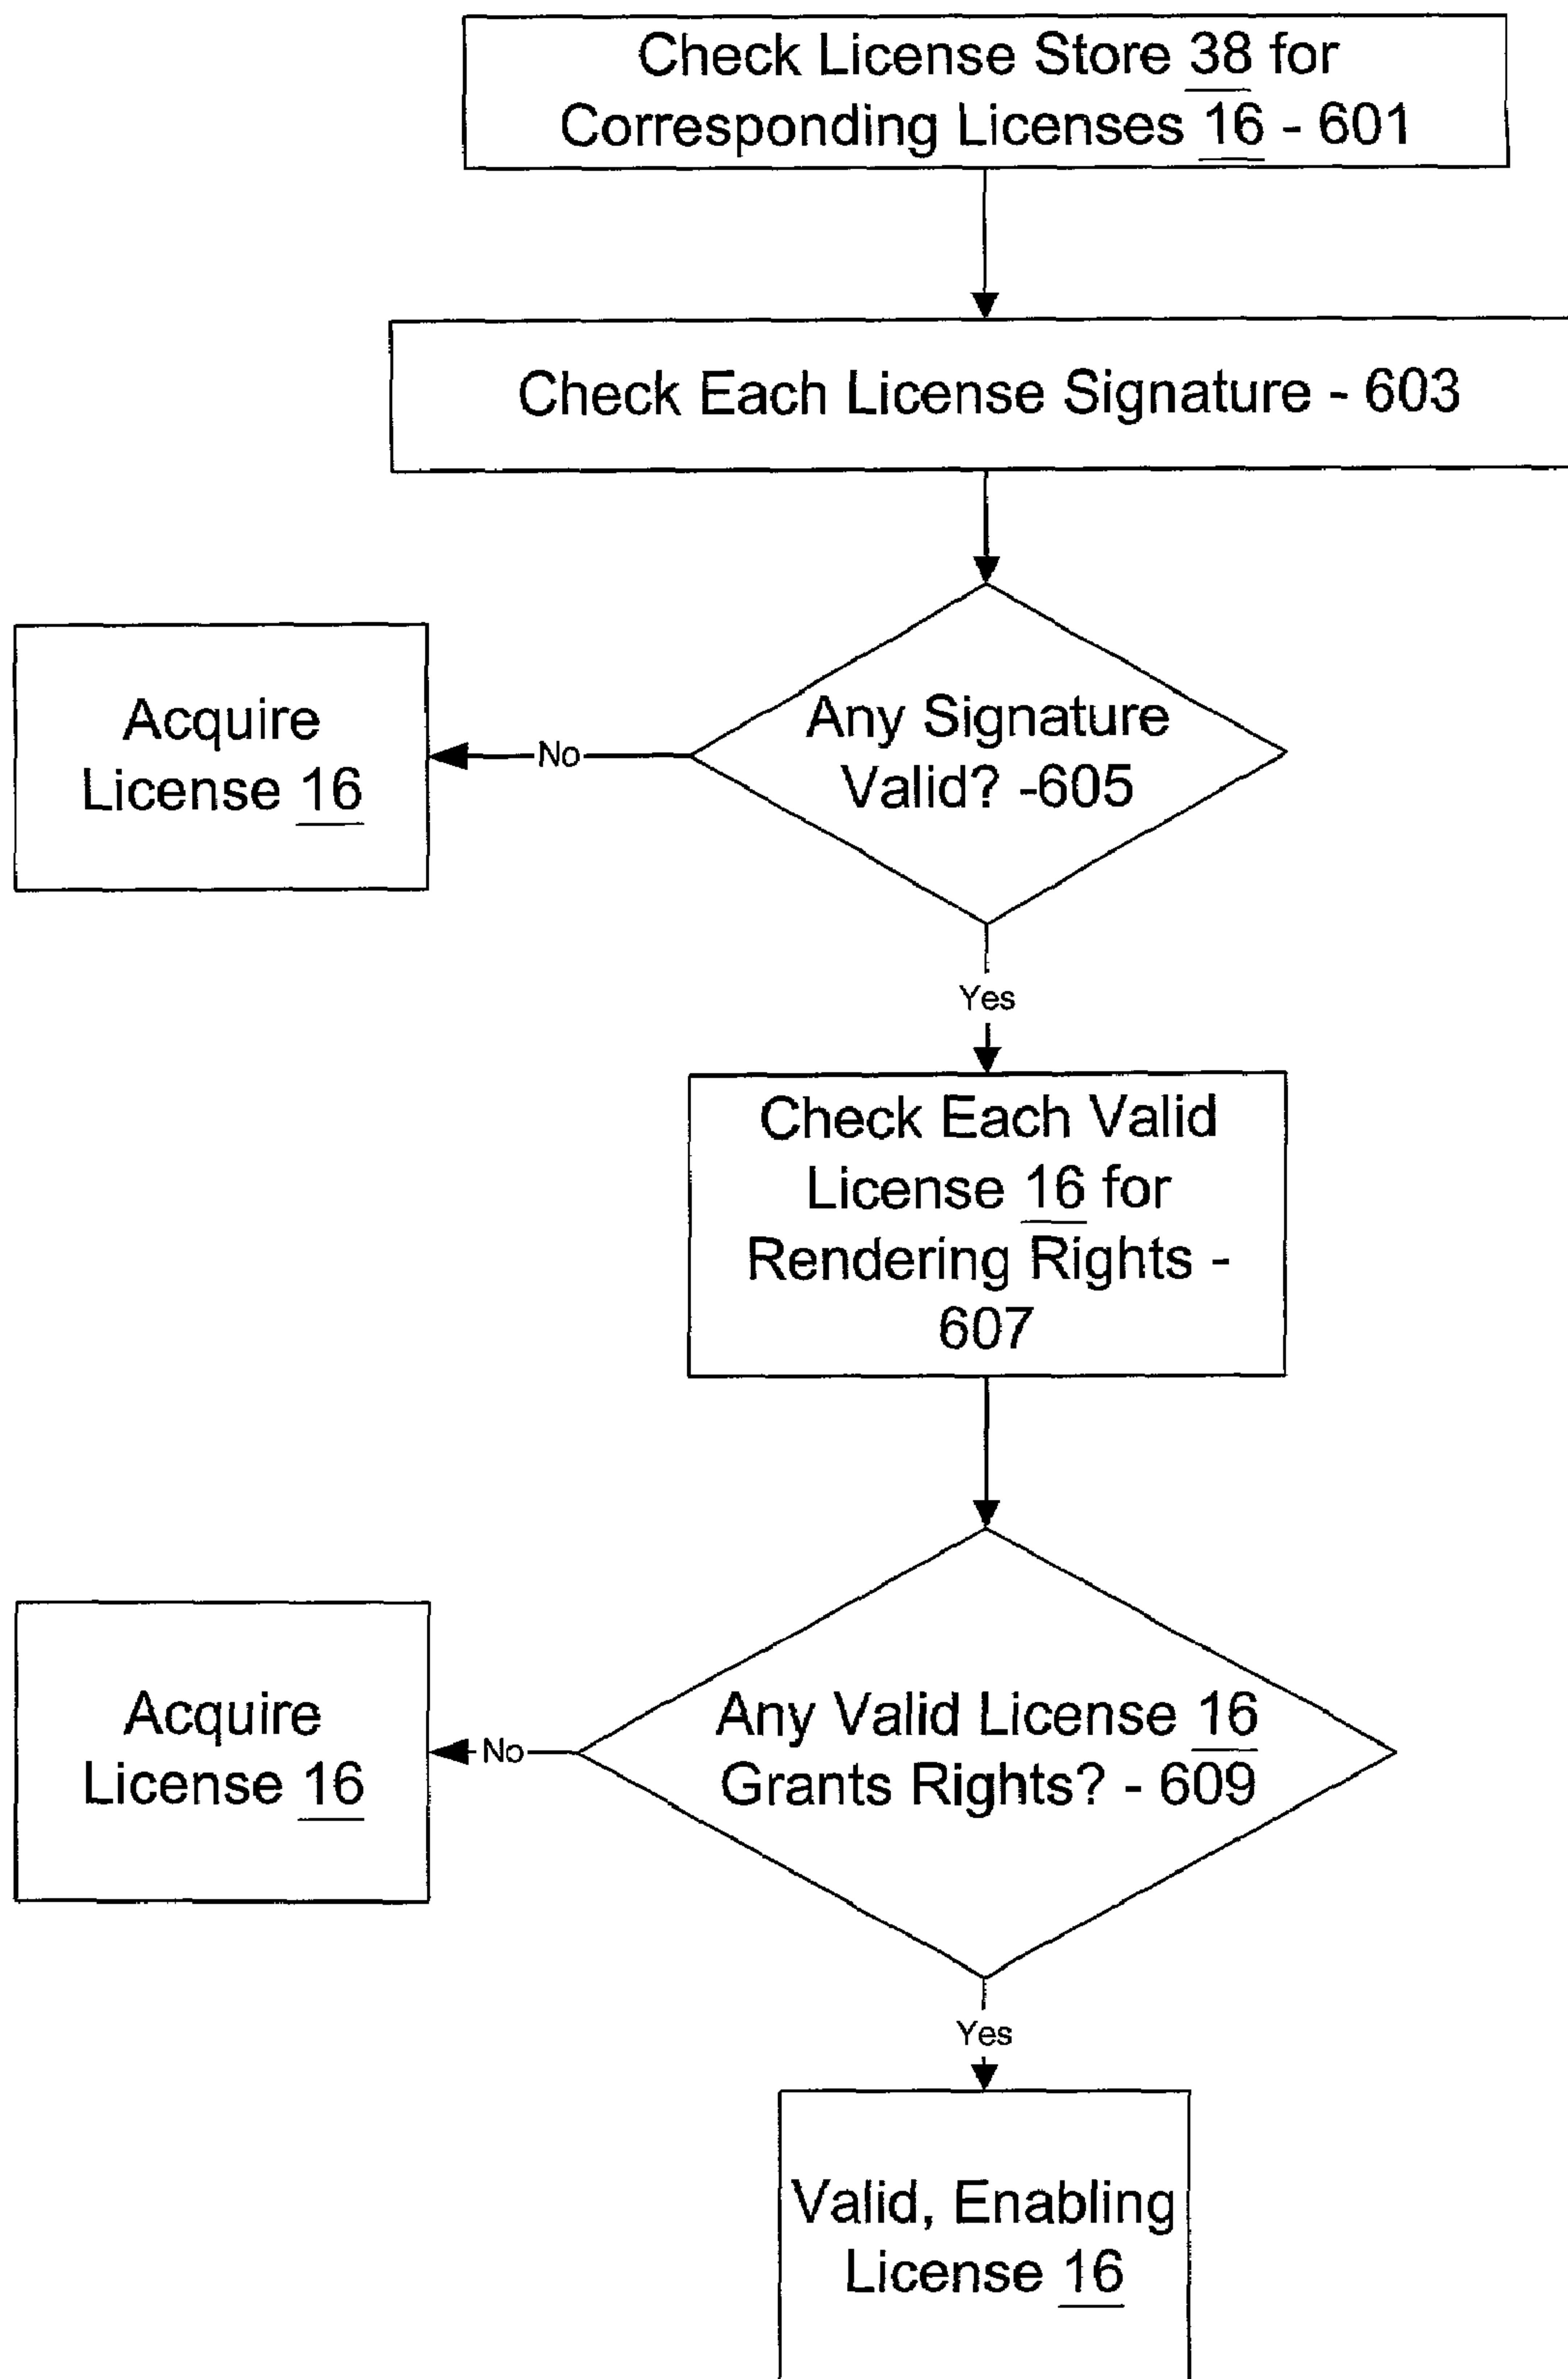 Check License Store 38 for
Corresponding Licenses 16 - 601
Check Each License Signature - 603
Any Signature
Valid? -605
Acquire
License 16
No
Yes
Check Each Valid
License 16 for
Rendering Rights -
607
Any Valid License 16
Grants Rights? - 609
Acquire
License 16
No
Yes
Valid, Enabling
License 16